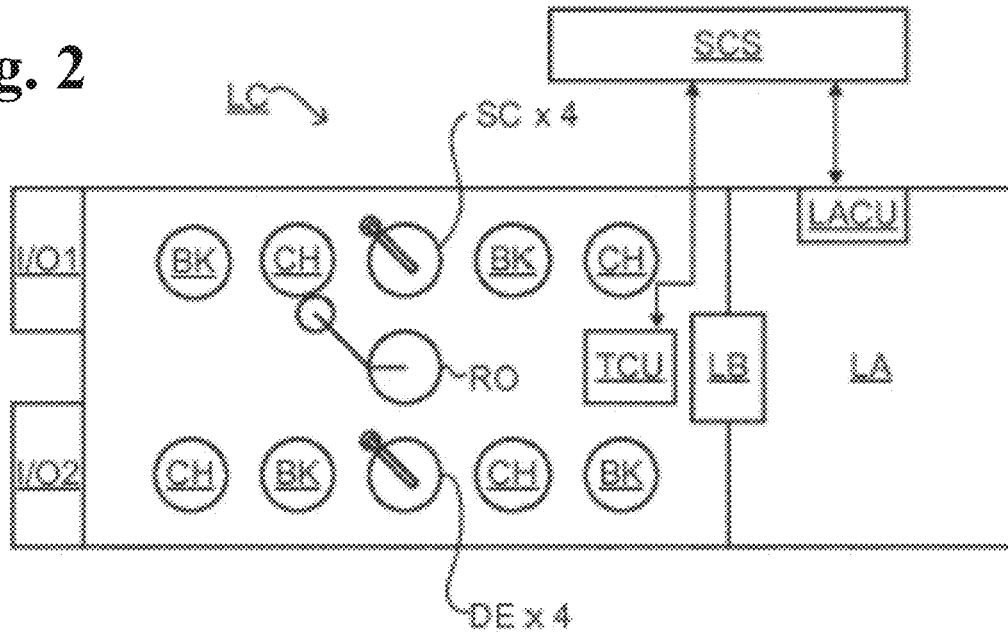 g. 2
SCS
LC
SC x 4
I/O1
BK
CH
BK
CH
LACU
RO
TCU
LB
LA
I/O2
CH
BK
CH
BK
DE x 4